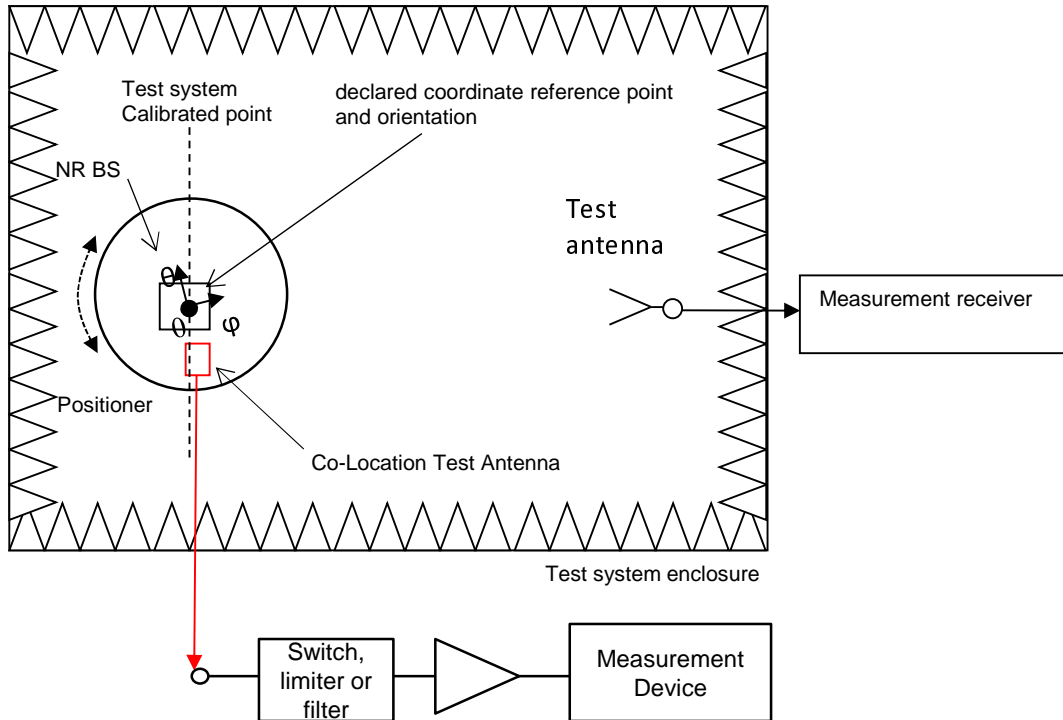 Test system
Calibrated point
declared coordinate reference point
and orientation
NR BS
Test
antenna
θ
θ
φ
Measurement receiver
Positioner
Co-Location Test Antenna
Test system enclosure
Switch,
limiter or
filter
Measurement
Device